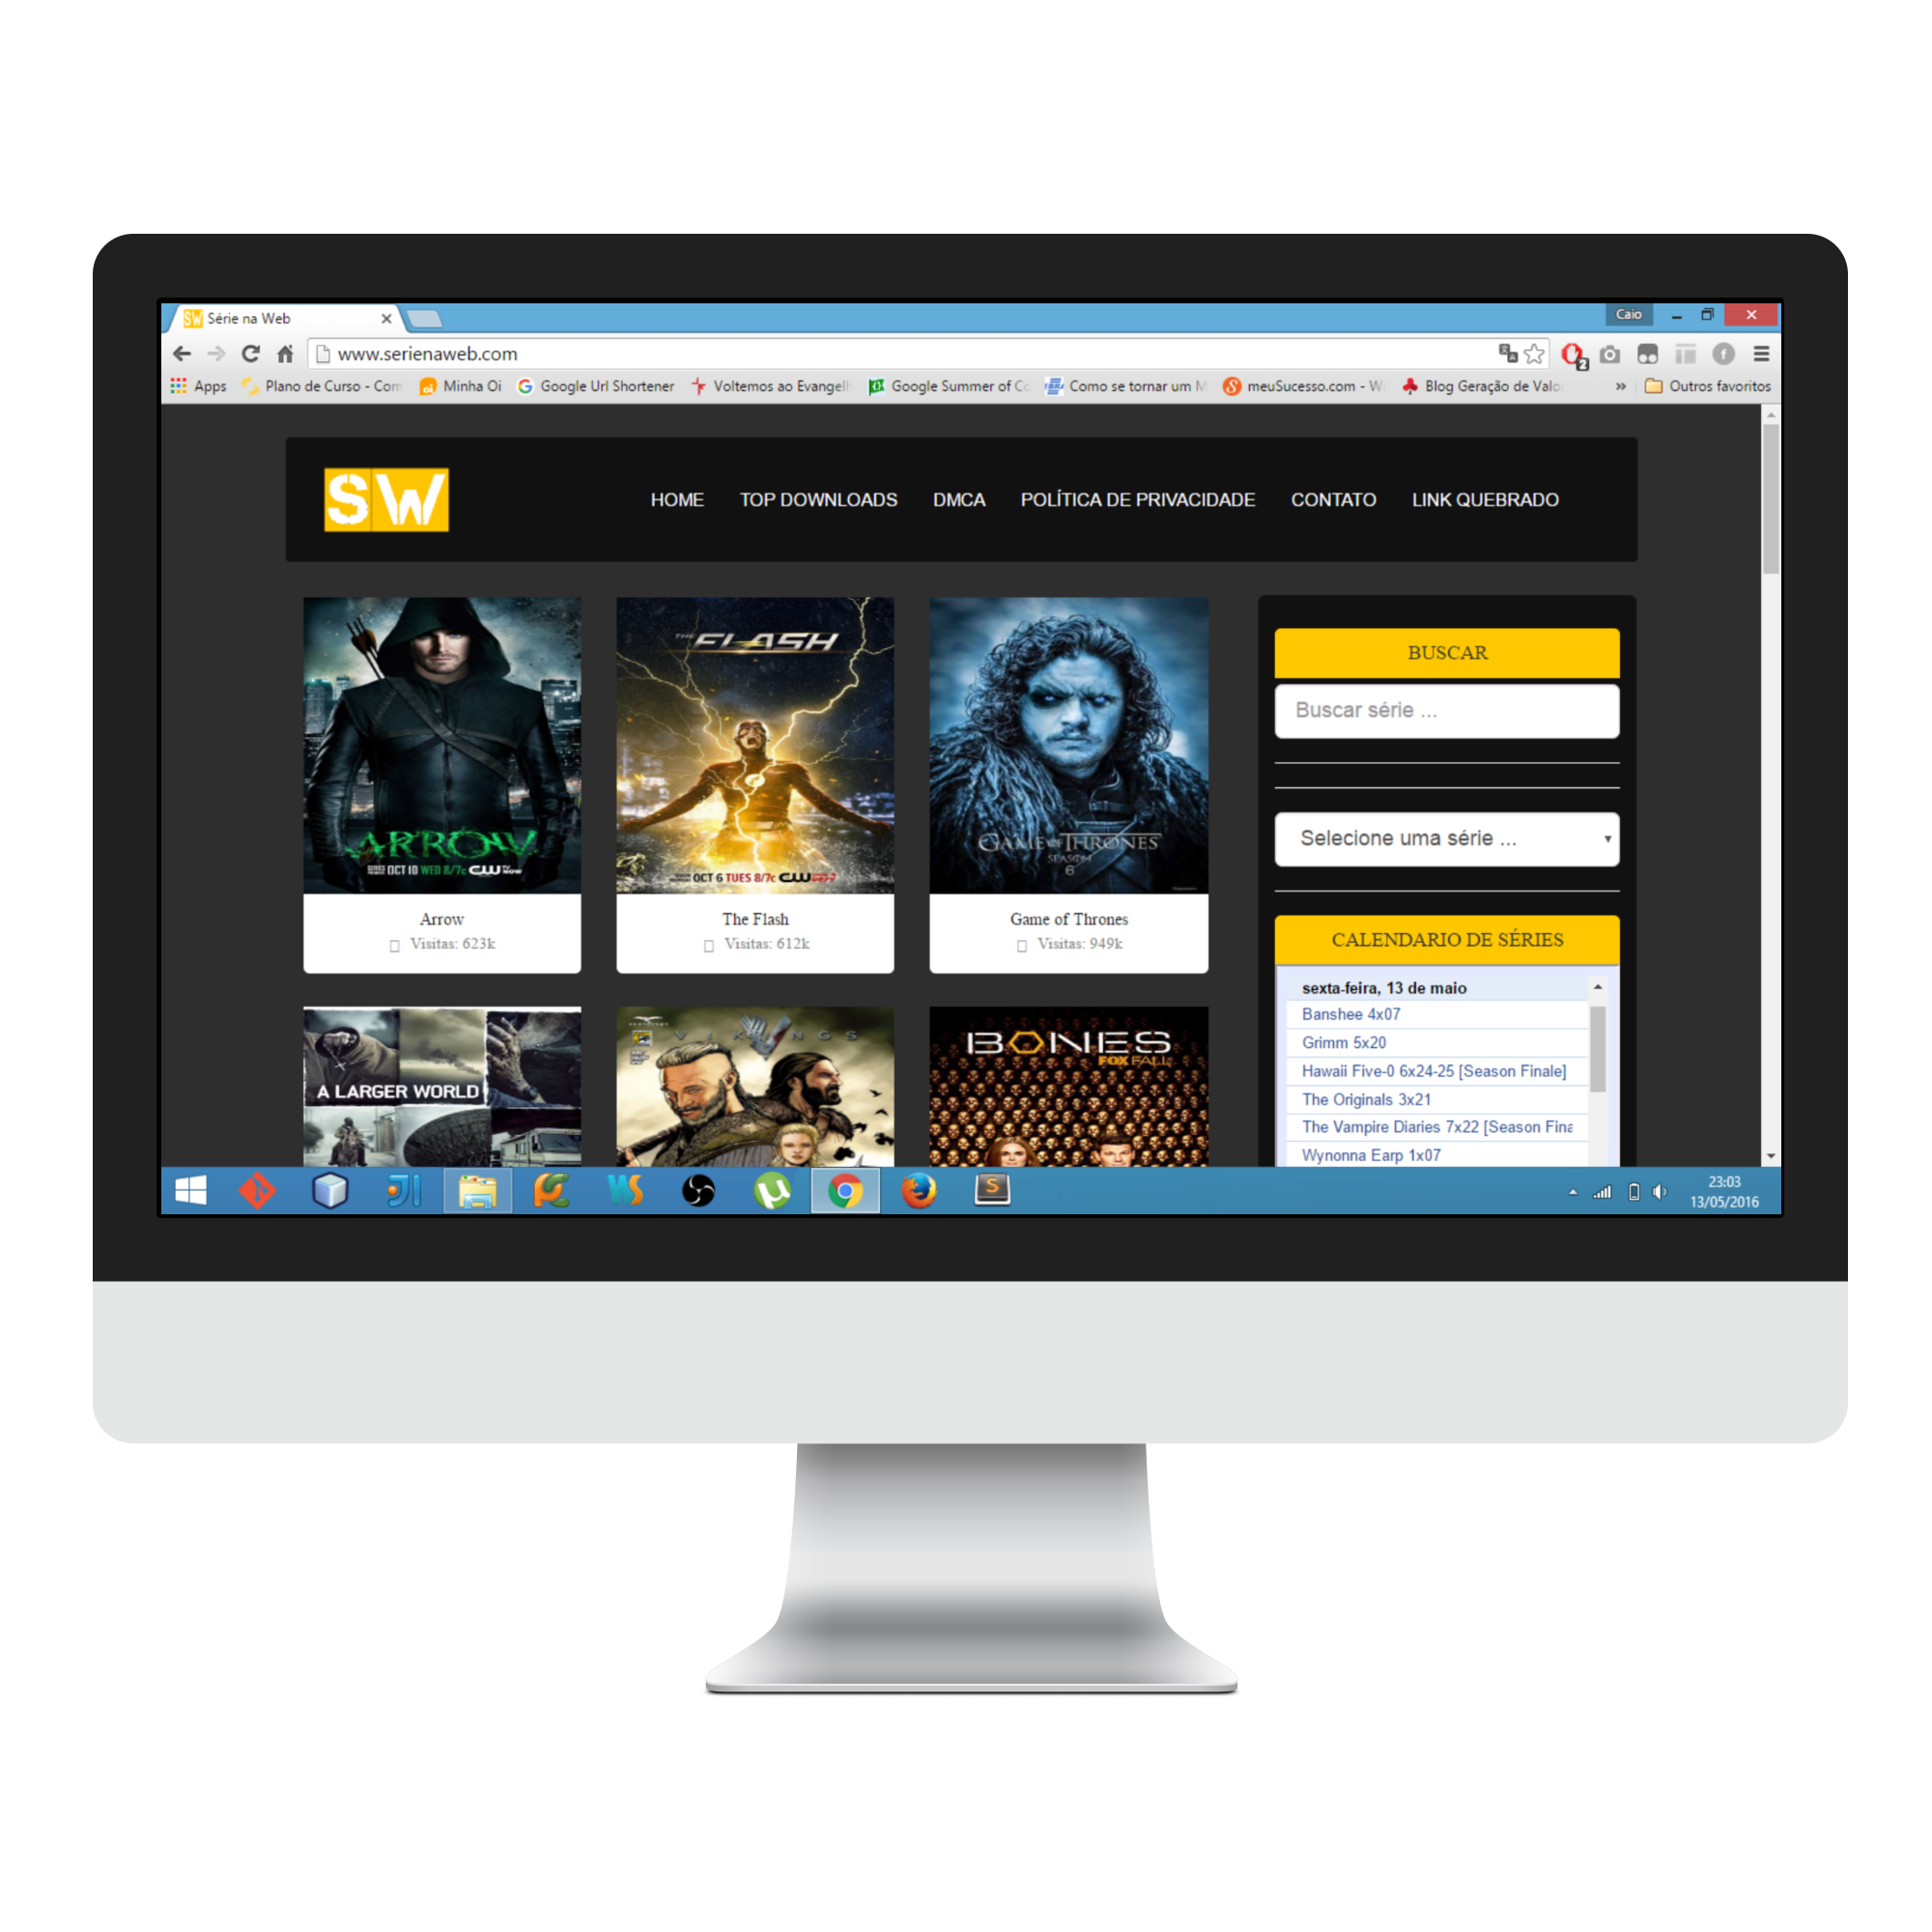 SW Série na Web
Caio
www.serienaweb.com
Apps Plano de Curso - Com Minha Oi Google Url Shortener Voltemos ao Evangelh Google Summer of Co Como se tornar um M meuSucesso.com - W Blog Geração de Valo » Outros favoritos
SW
HOME TOP DOWNLOADS DMCA POLÍTICA DE PRIVACIDADE CONTATO LINK QUEBRADO
ARROW
OCT 10 WED 8/7c CW
Arrow
Visitas: 623k
THE FLASH
OCT 6 TUES 8/7c CW
The Flash
Visitas: 612k
GAME OF THRONES
SEASON
6
Game of Thrones
Visitas: 949k
A LARGER WORLD
VIKINGS
BONES
FOX FALL
BUSCAR
Buscar série ...
Selecione uma série ...
CALENDARIO DE SÉRIES
sexta-feira, 13 de maio
Banshee 4x07
Grimm 5x20
Hawaii Five-0 6x24-25 [Season Finale]
The Originals 3x21
The Vampire Diaries 7x22 [Season Fina
Wynonna Earp 1x07
23:03
13/05/2016